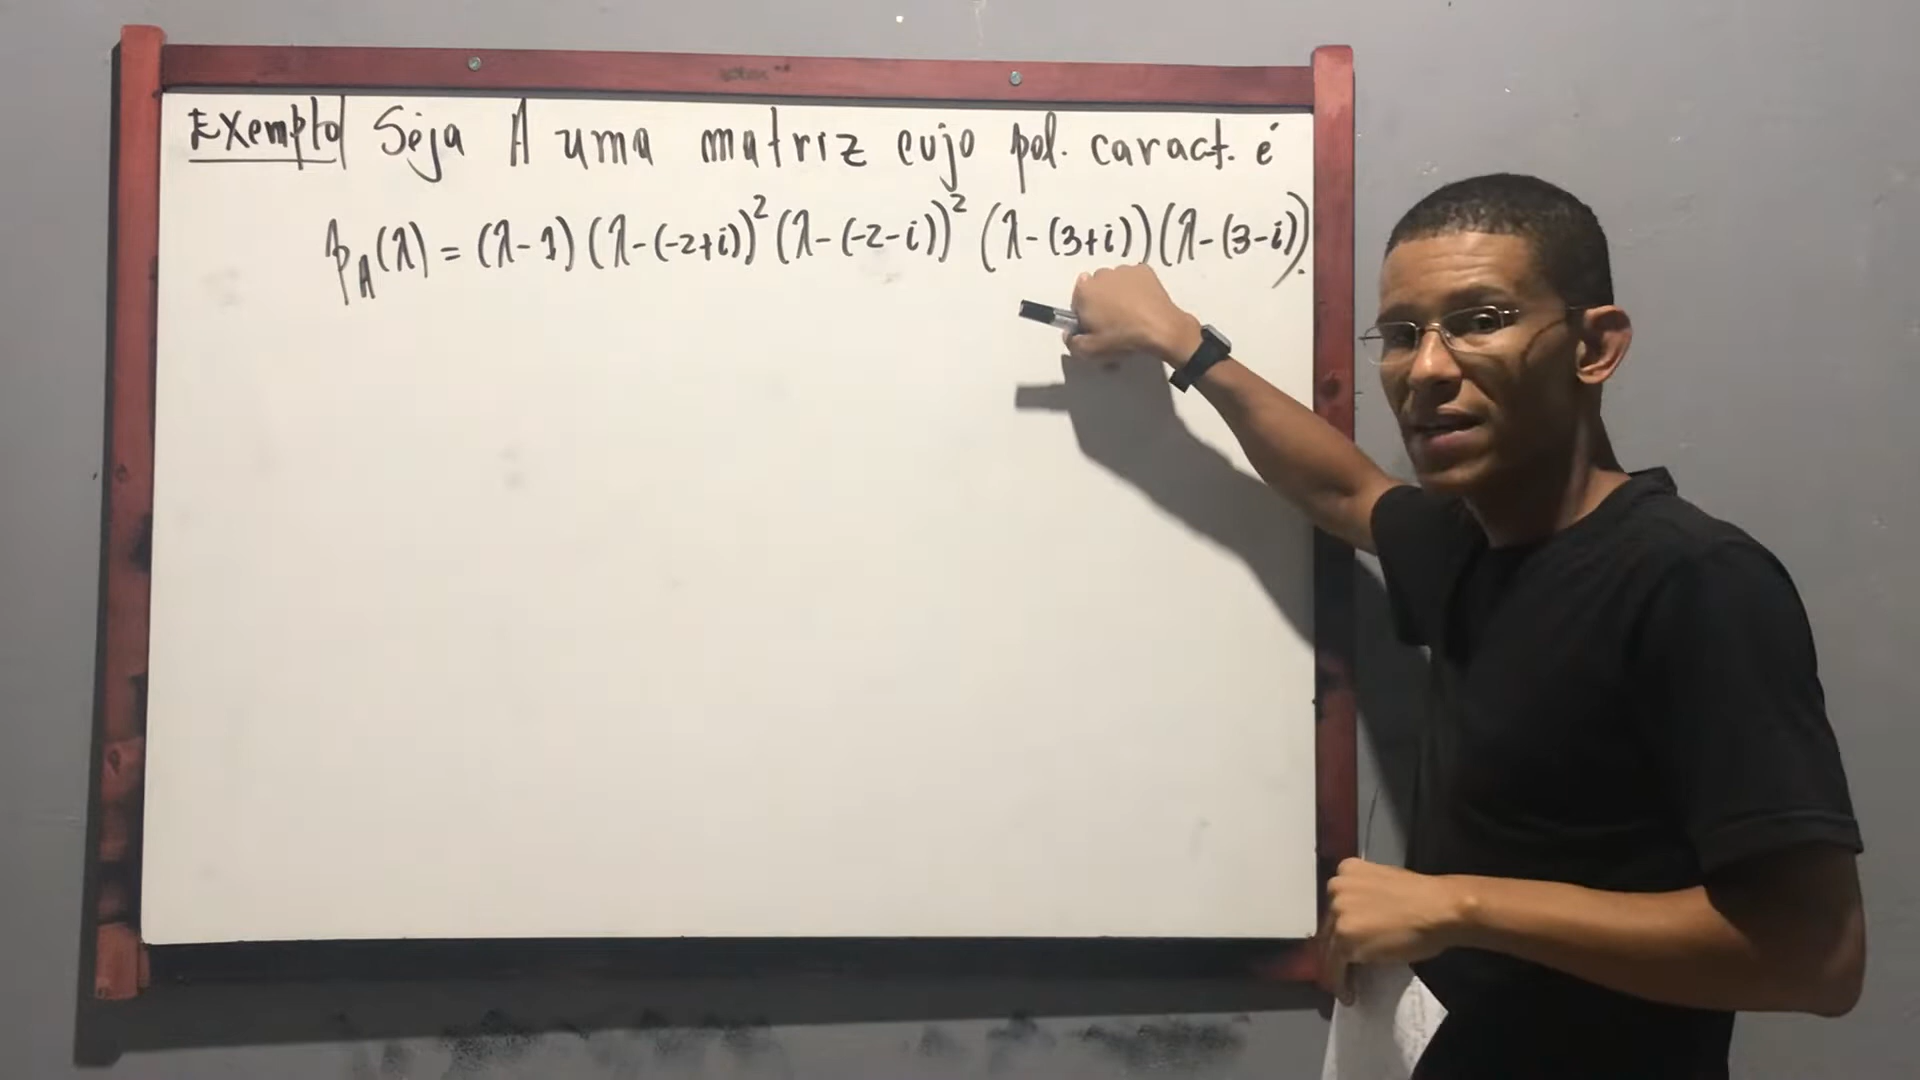 Exemplo Seja A uma matriz cujo pol. caract. é
p_A(λ) = (λ-1)(λ-(-2+i))²(λ-(-2-i))²(λ-(3+i))(λ-(3-i)).